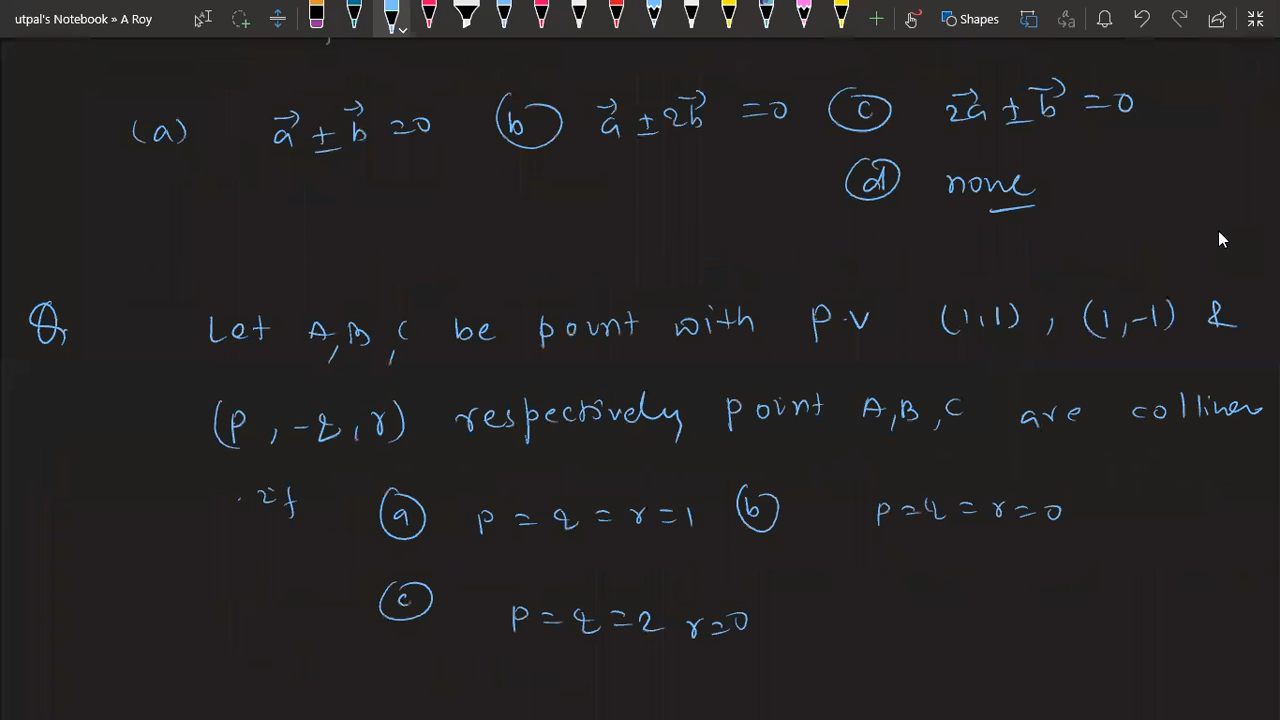 utpal's Notebook » A Roy Shapes
(a) a⃗ ± b⃗ =0 (b) a⃗ ±2b⃗ =0 (c) 2a⃗ ± b⃗ =0
(d) none
Q, Let A,B,C be point with p.v (1,1), (1,-1) &
(p, -q, r) respectively point A,B,C are colliner
if (a) p = q = r =1 (b) p=q = r=0
(c) p = q =2 r=0